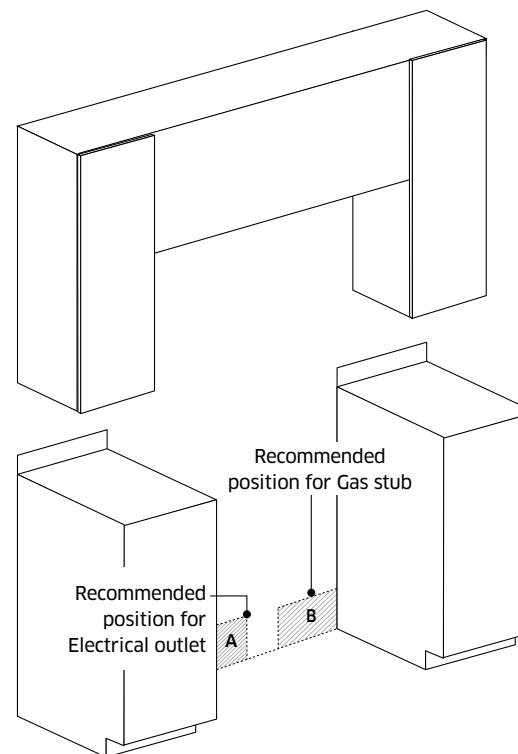 Recommended
position for Gas stub
Recommended
position for
Electrical outlet
A
B